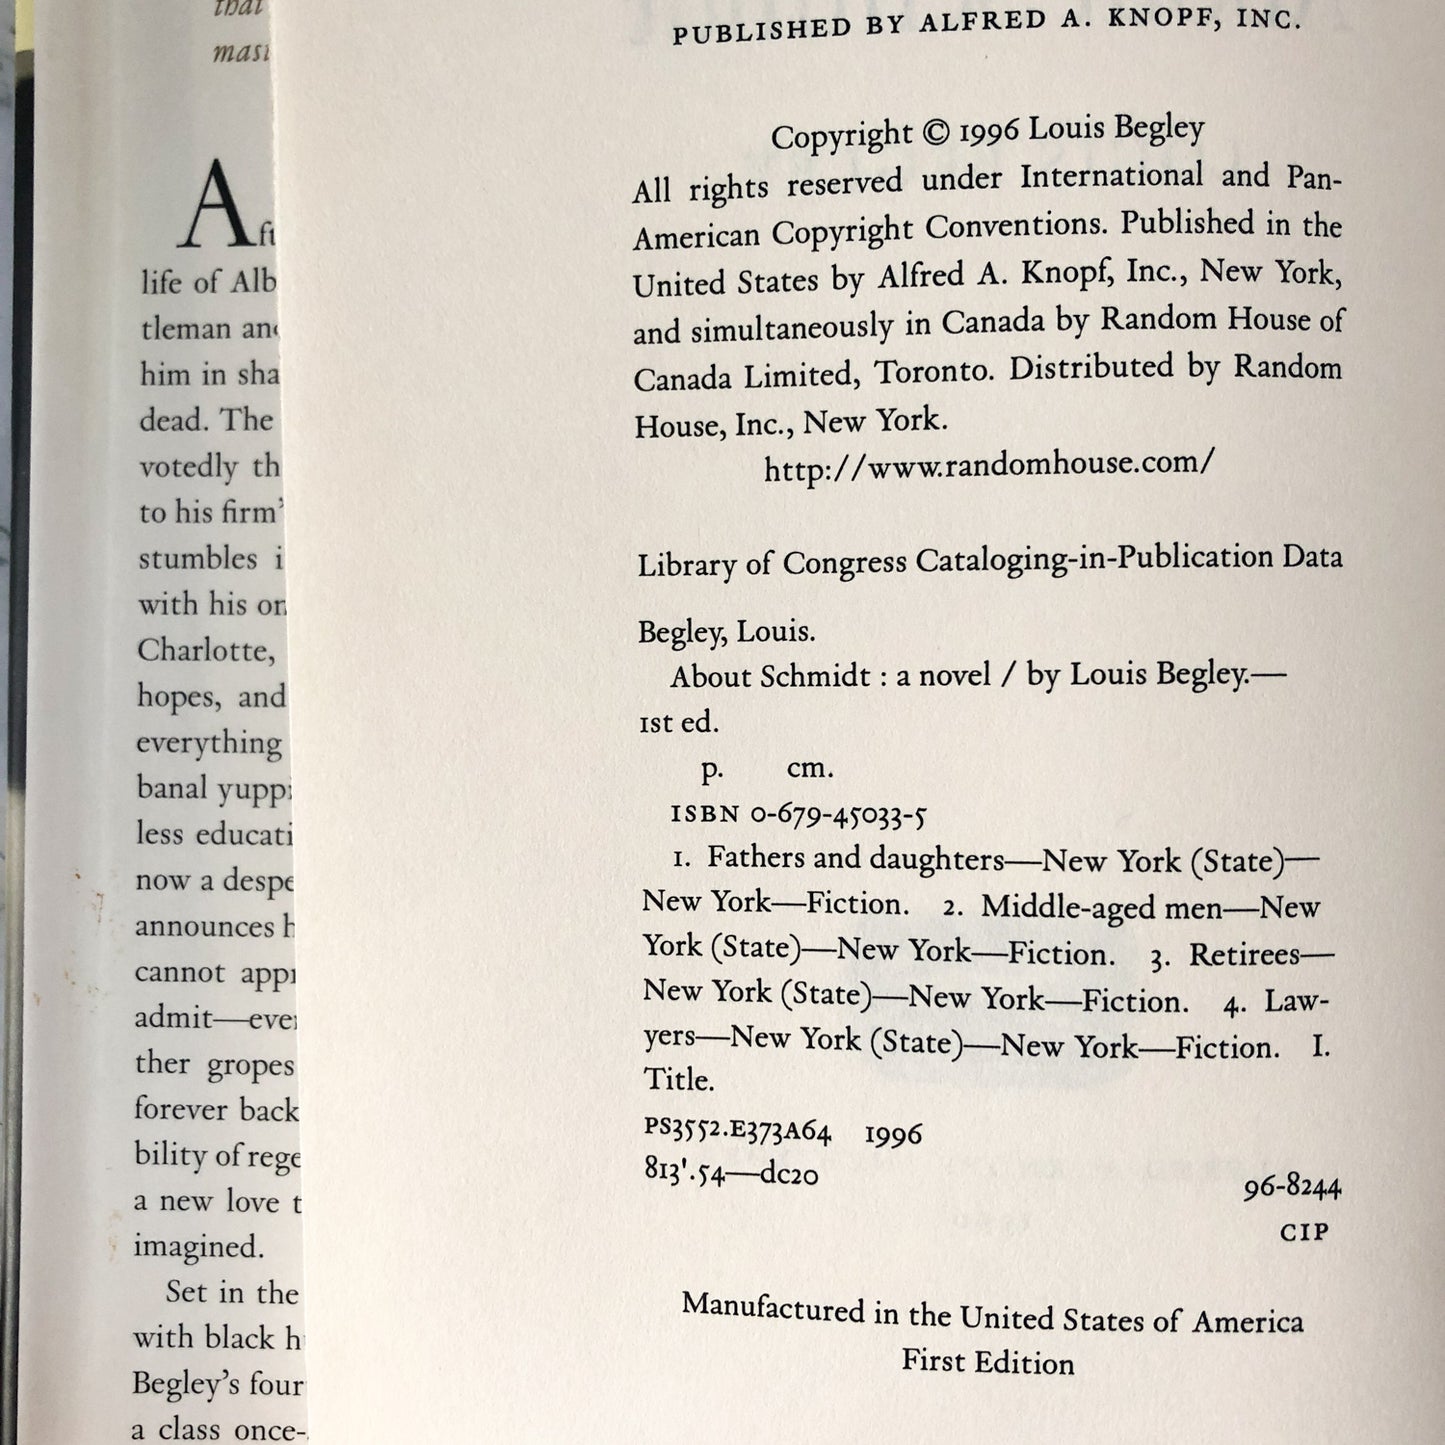 that
life of Alb
tleman and
him in sha
dead. The
votedly th
to his firm'
stumbles i
with his on
Charlotte,
hopes, and
everything
banal yuppi
less educati
now a despe
announces h
cannot appr
admit—ever
ther gropes
forever back
bility of rege
a new love t
imagined.
Set in the
with black h
Begley's four
a class once-
PUBLISHED BY ALFRED A. KNOPF, INC.
Copyright © 1996 Louis Begley
All rights reserved under International and Pan-
American Copyright Conventions. Published in the
United States by Alfred A. Knopf, Inc., New York,
and simultaneously in Canada by Random House of
Canada Limited, Toronto. Distributed by Random
House, Inc., New York.
http://www.randomhouse.com/
Library of Congress Cataloging-in-Publication Data
Begley, Louis.
About Schmidt : a novel / by Louis Begley.—
1st ed.
p. cm.
ISBN 0-679-45033-5
1. Fathers and daughters—New York (State)—
New York—Fiction. 2. Middle-aged men—New
York (State)—New York—Fiction. 3. Retirees—
New York (State)—New York—Fiction. 4. Law-
yers—New York (State)—New York—Fiction. I.
Title.
PS3552.E373A64 1996
813'.54—dc20
96-8244
CIP
Manufactured in the United States of America
First Edition